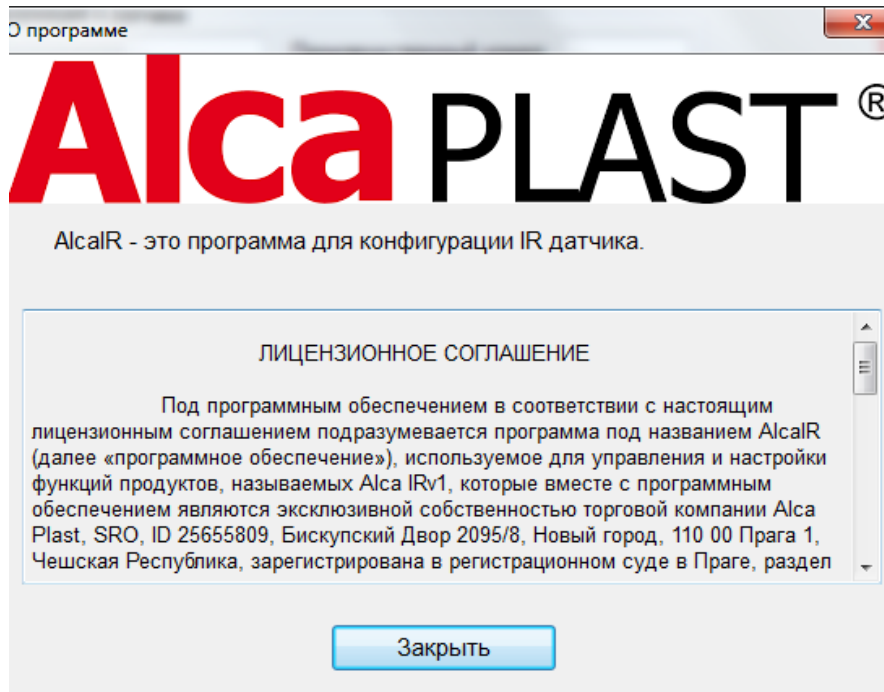 О программе
Alca PLAST ®
AlcaIR - это программа для конфигурации IR датчика.
ЛИЦЕНЗИОННОЕ СОГЛАШЕНИЕ
Под программным обеспечением в соответствии с настоящим
лицензионным соглашением подразумевается программа под названием AlcaIR
(далее «программное обеспечение»), используемое для управления и настройки
функций продуктов, называемых Alca IRv1, которые вместе с программным
обеспечением являются эксклюзивной собственностью торговой компании Alca
Plast, SRO, ID 25655809, Бискупский Двор 2095/8, Новый город, 110 00 Прага 1,
Чешская Республика, зарегистрирована в регистрационном суде в Праге, раздел
Закрыть